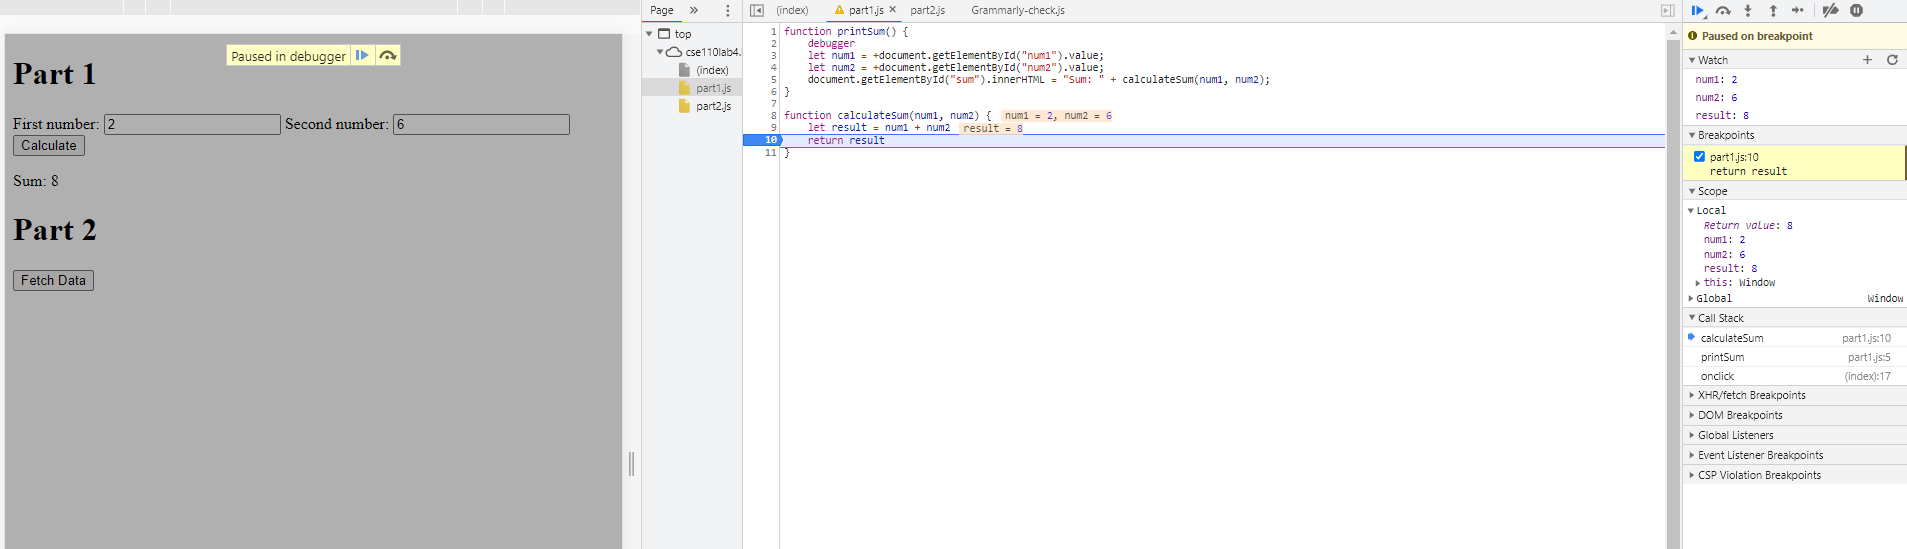 Paused in debugger
Part 1
First number: 2 Second number: 6
Calculate
Sum: 8
Part 2
Fetch Data
Page »
top
cse110lab4.
(index)
part1.js
part2.js
(index) part1.js × part2.js Grammarly-check.js
1 function printSum() {
2 debugger
3 let num1 = +document.getElementById("num1").value;
4 let num2 = +document.getElementById("num2").value;
5 document.getElementById("sum").innerHTML = "Sum: " + calculateSum(num1, num2);
6 }
7
8 function calculateSum(num1, num2) { num1 = 2, num2 = 6
9 let result = num1 + num2 result = 8
10 return result
11 }
Paused on breakpoint
Watch
num1: 2
num2: 6
result: 8
Breakpoints
part1.js:10
return result
Scope
Local
Return value: 8
num1: 2
num2: 6
result: 8
this: Window
Global Window
Call Stack
calculateSum part1.js:10
printSum part1.js:5
onclick (index):17
XHR/fetch Breakpoints
DOM Breakpoints
Global Listeners
Event Listener Breakpoints
CSP Violation Breakpoints